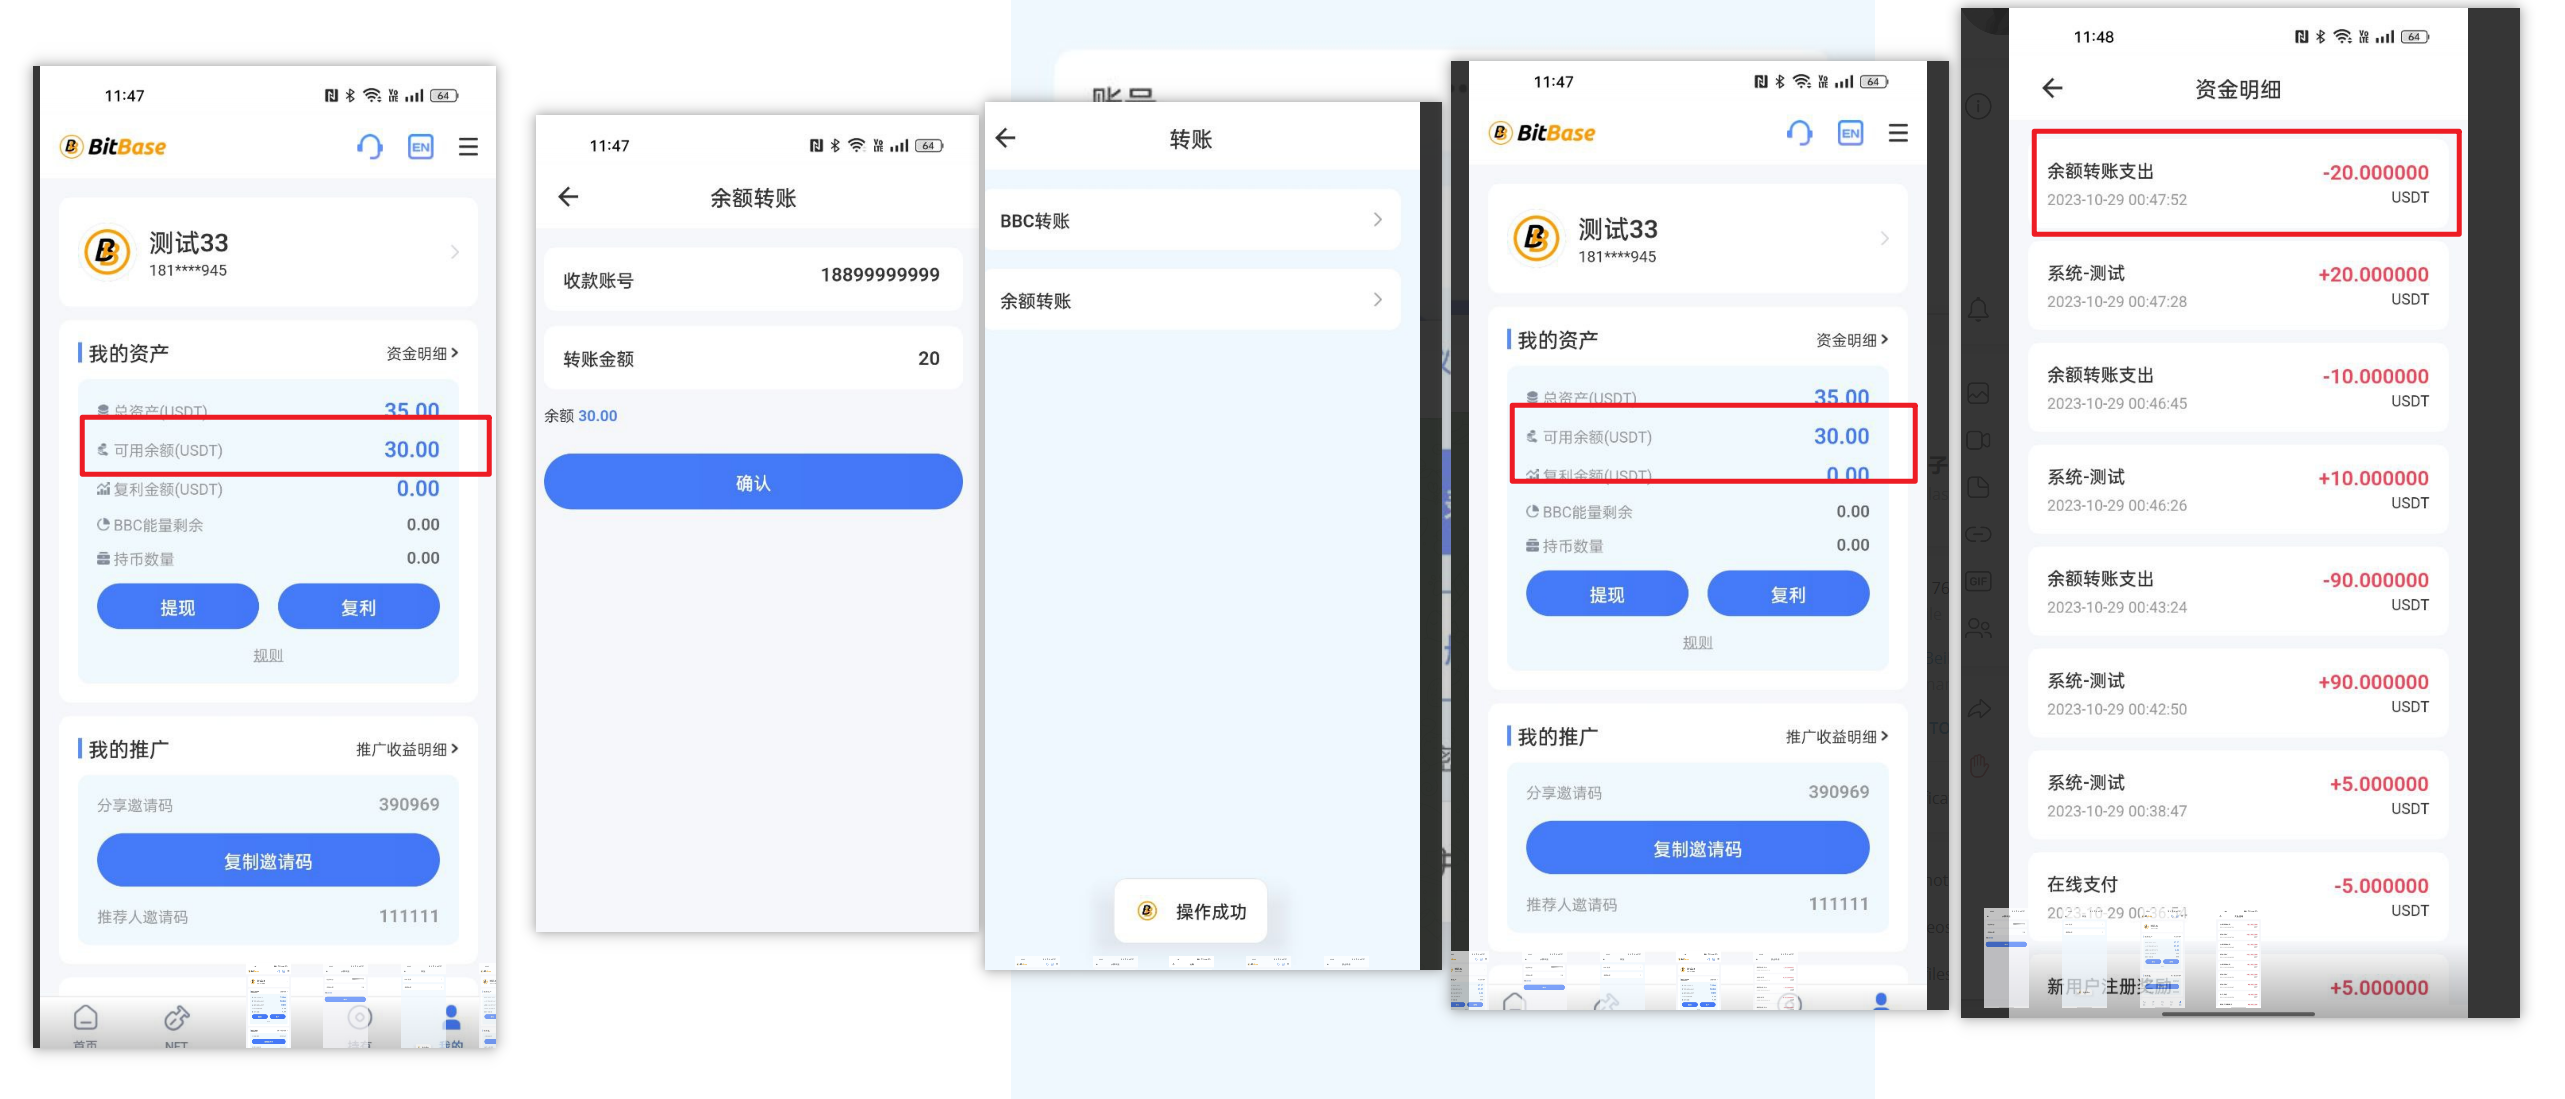 11:47
64
BitBase
EN
测试33
181****945
我的资产
资金明细
总资产(USDT)
35.00
可用余额(USDT)
30.00
复利金额(USDT)
0.00
BBC能量剩余
0.00
持币数量
0.00
提现
复利
规则
我的推广
推广收益明细
分享邀请码
390969
复制邀请码
推荐人邀请码
111111
首页
NFT
我的
11:47
64
余额转账
收款账号
18899999999
转账金额
20
余额 30.00
确认
账号
转账
BBC转账
余额转账
操作成功
11:47
64
BitBase
EN
测试33
181****945
我的资产
资金明细
总资产(USDT)
35.00
可用余额(USDT)
30.00
复利金额(USDT)
0.00
BBC能量剩余
0.00
持币数量
0.00
提现
复利
规则
我的推广
推广收益明细
分享邀请码
390969
复制邀请码
推荐人邀请码
111111
11:48
64
资金明细
余额转账支出
-20.000000
2023-10-29 00:47:52
USDT
系统-测试
+20.000000
2023-10-29 00:47:28
USDT
余额转账支出
-10.000000
2023-10-29 00:46:45
USDT
系统-测试
+10.000000
2023-10-29 00:46:26
USDT
余额转账支出
-90.000000
2023-10-29 00:43:24
USDT
系统-测试
+90.000000
2023-10-29 00:42:50
USDT
系统-测试
+5.000000
2023-10-29 00:38:47
USDT
在线支付
-5.000000
USDT
新用户注册奖励
+5.000000
GIF